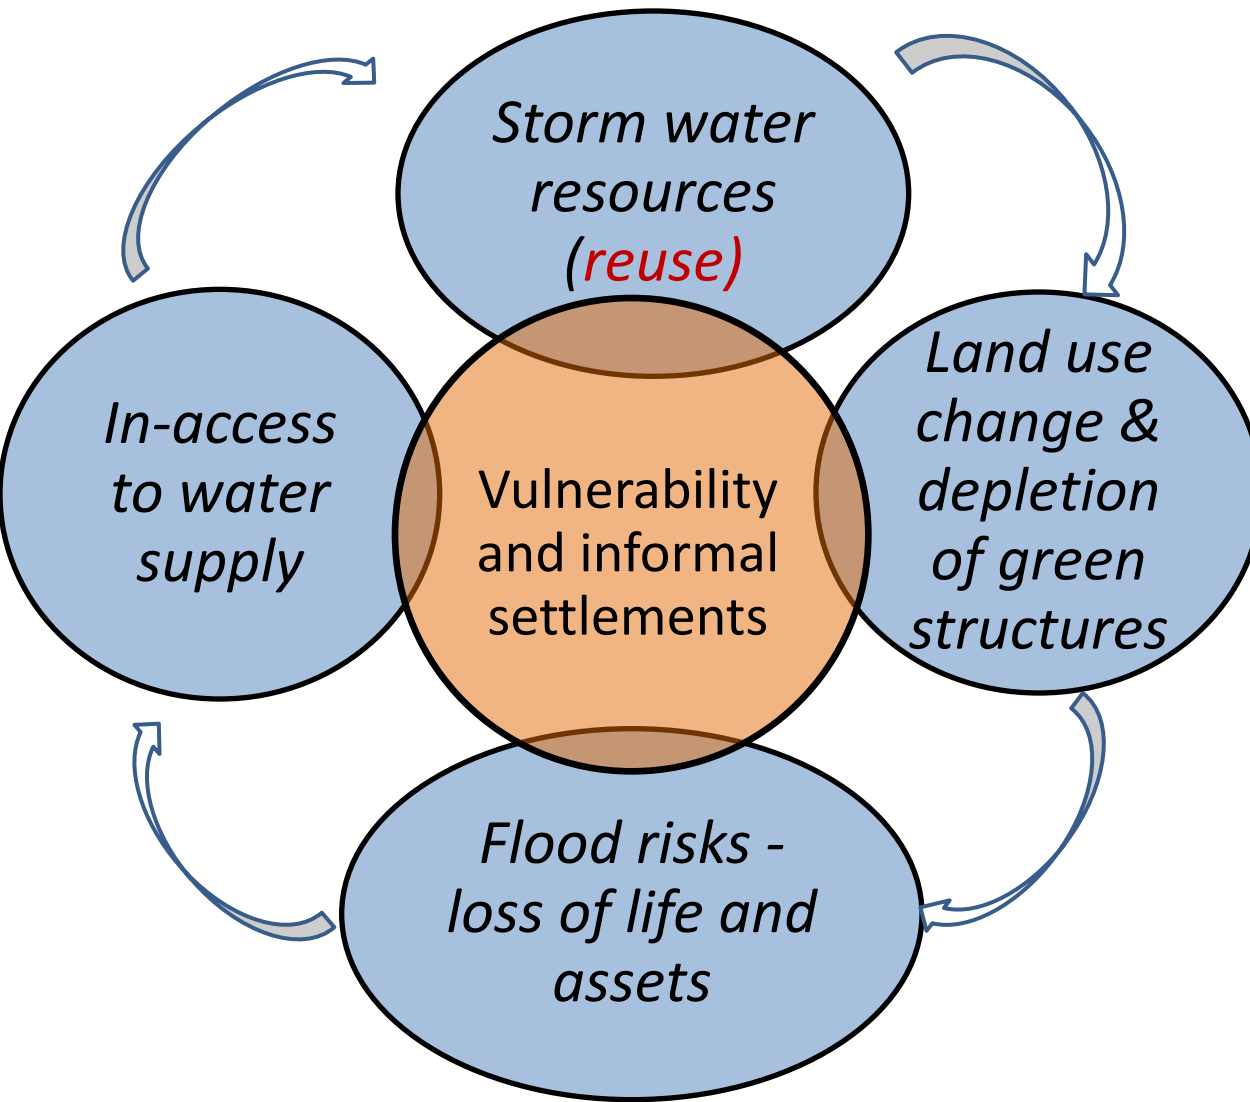 Storm water
resources
(reuse)
In-access
to water
supply
Vulnerability
and informal
settlements
Land use
change &
depletion
of green
structures
Flood risks -
loss of life and
assets